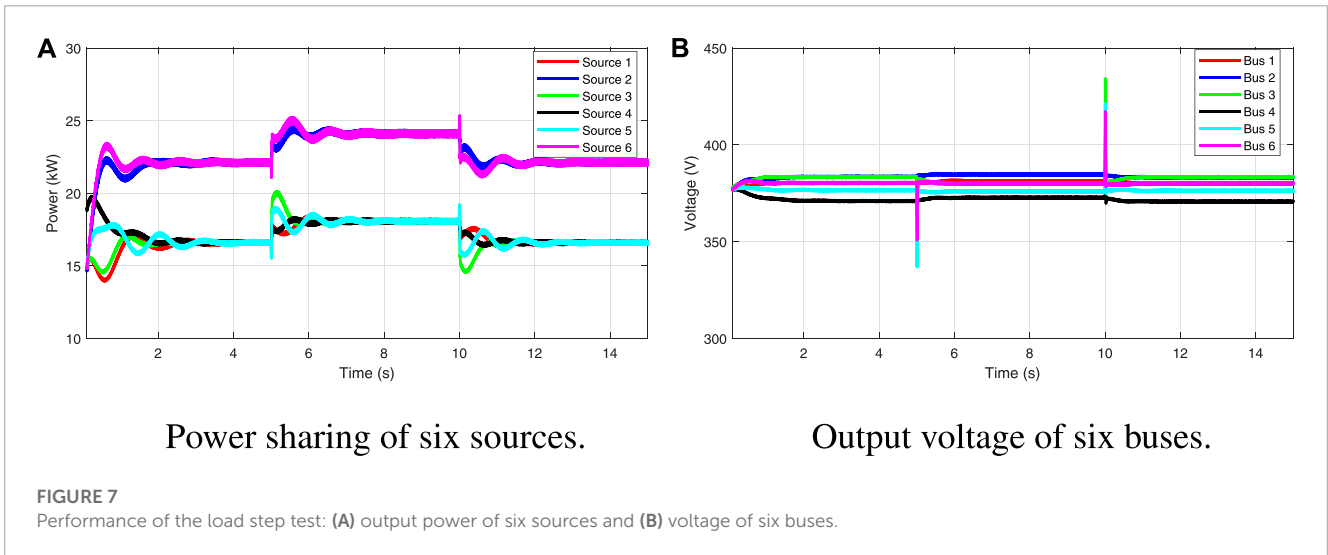 A
30
25
20
15
10
Power (kW)
2 4 6 8 10 12 14
Time (s)
Source 1
Source 2
Source 3
Source 4
Source 5
Source 6
B
450
400
350
300
Voltage (V)
2 4 6 8 10 12 14
Time (s)
Bus 1
Bus 2
Bus 3
Bus 4
Bus 5
Bus 6
Power sharing of six sources.
Output voltage of six buses.
FIGURE 7
Performance of the load step test: (A) output power of six sources and (B) voltage of six buses.